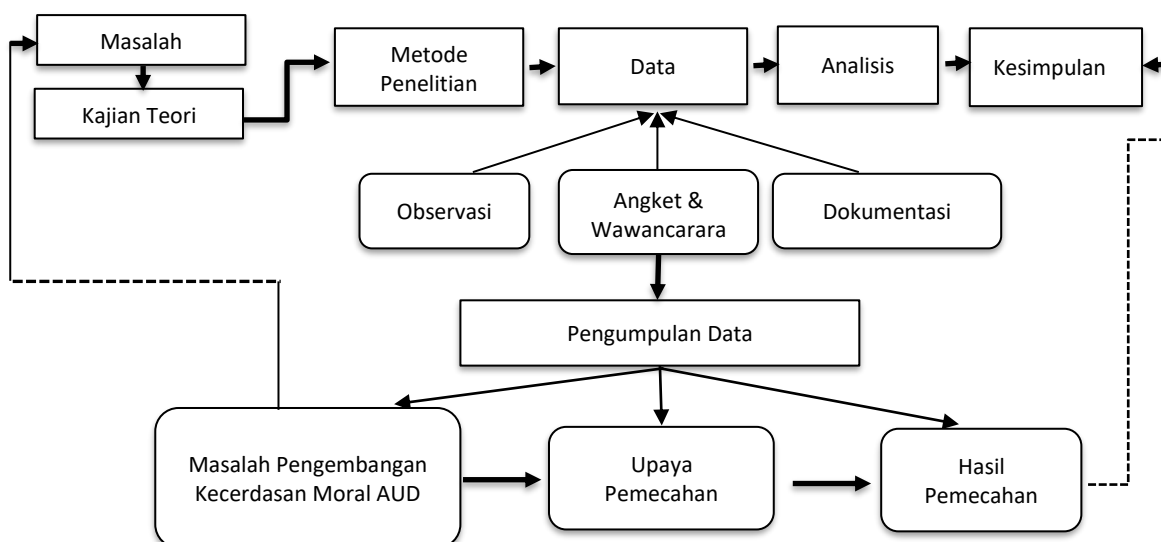 Masalah
Kajian Teori
Metode
Penelitian
Data
Analisis
Kesimpulan
Observasi
Angket &
Wawancarara
Dokumentasi
Pengumpulan Data
Masalah Pengembangan
Kecerdasan Moral AUD
Upaya
Pemecahan
Hasil
Pemecahan